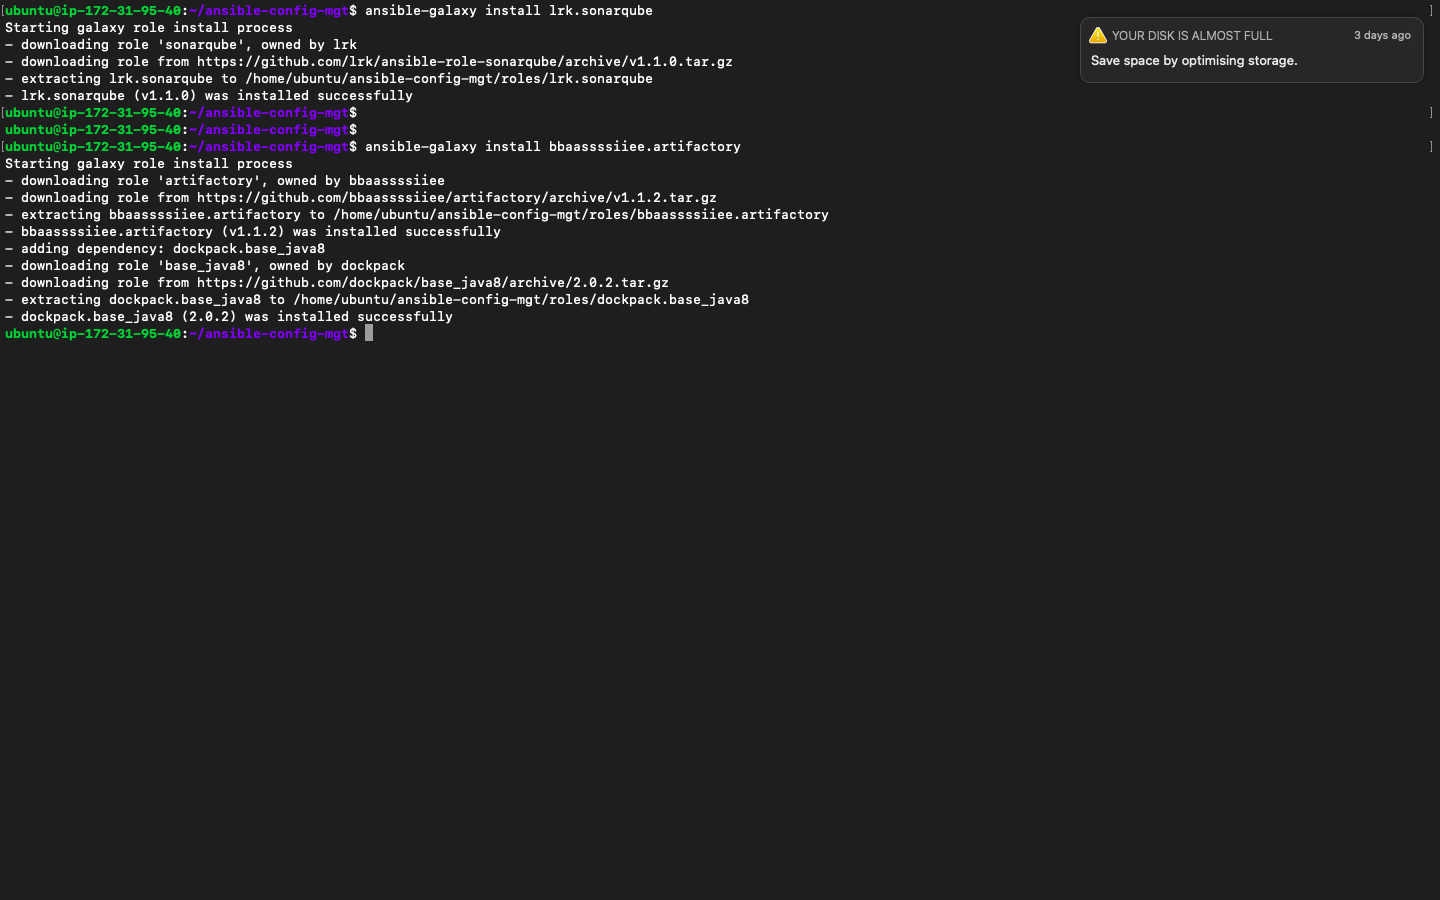 [ubuntu@ip-172-31-95-40:~/ansible-config-mgt$ ansible-galaxy install lrk.sonarqube ]
Starting galaxy role install process
- downloading role 'sonarqube', owned by lrk
- downloading role from https://github.com/lrk/ansible-role-sonarqube/archive/v1.1.0.tar.gz
- extracting lrk.sonarqube to /home/ubuntu/ansible-config-mgt/roles/lrk.sonarqube
- lrk.sonarqube (v1.1.0) was installed successfully
[ubuntu@ip-172-31-95-40:~/ansible-config-mgt$ ]
ubuntu@ip-172-31-95-40:~/ansible-config-mgt$
[ubuntu@ip-172-31-95-40:~/ansible-config-mgt$ ansible-galaxy install bbaassssiiee.artifactory ]
Starting galaxy role install process
- downloading role 'artifactory', owned by bbaassssiiee
- downloading role from https://github.com/bbaassssiiee/artifactory/archive/v1.1.2.tar.gz
- extracting bbaassssiiee.artifactory to /home/ubuntu/ansible-config-mgt/roles/bbaassssiiee.artifactory
- bbaassssiiee.artifactory (v1.1.2) was installed successfully
- adding dependency: dockpack.base_java8
- downloading role 'base_java8', owned by dockpack
- downloading role from https://github.com/dockpack/base_java8/archive/2.0.2.tar.gz
- extracting dockpack.base_java8 to /home/ubuntu/ansible-config-mgt/roles/dockpack.base_java8
- dockpack.base_java8 (2.0.2) was installed successfully
ubuntu@ip-172-31-95-40:~/ansible-config-mgt$
YOUR DISK IS ALMOST FULL 3 days ago
Save space by optimising storage.